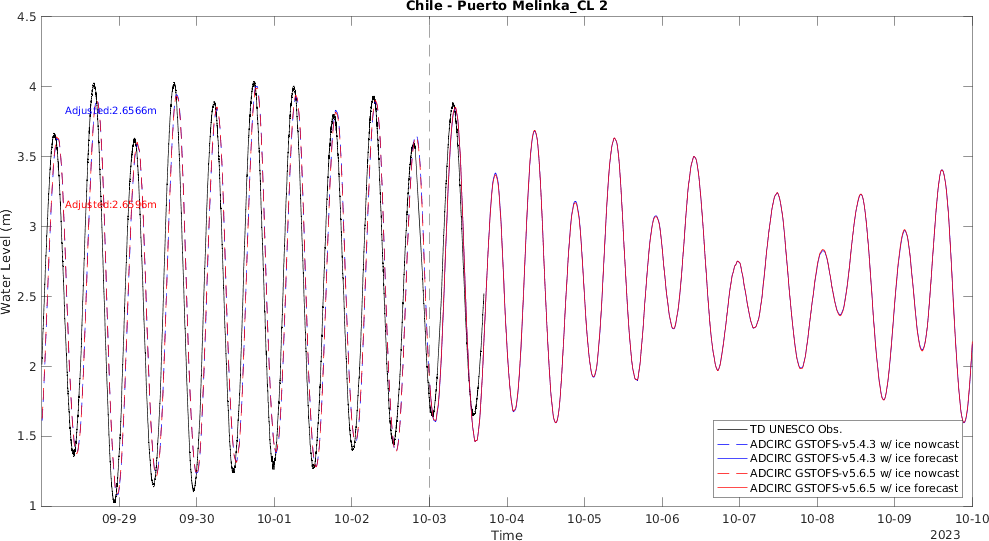 Chile - Puerto Melinka_CL 2
4.5
4
3.5
3
2.5
2
1.5
1
Water Level (m)
Adjusted:2.6566m
Adjusted:2.6596m
TD UNESCO Obs.
ADCIRC GSTOFS-v5.4.3 w/ ice nowcast
ADCIRC GSTOFS-v5.4.3 w/ ice forecast
ADCIRC GSTOFS-v5.6.5 w/ ice nowcast
ADCIRC GSTOFS-v5.6.5 w/ ice forecast
09-29 09-30 10-01 10-02 10-03 10-04 10-05 10-06 10-07 10-08 10-09 10-10
Time
2023